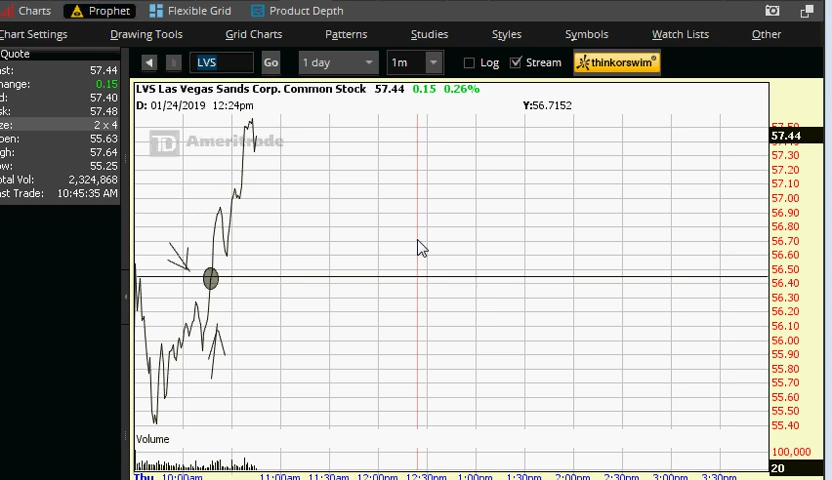 Charts Prophet Flexible Grid Product Depth
Chart Settings Drawing Tools Grid Charts Patterns Studies Styles Symbols Watch Lists Other
Quote
LVS Go 1 day 1m Log Stream thinkorswim
st: 57.44
hange: 0.15
d: 57.40
sk: 57.48
ze: 2 x 4
pen: 55.63
gh: 57.64
ow: 55.25
otal Vol: 2,324,868
ast Trade: 10:45:35 AM
LVS Las Vegas Sands Corp. Common Stock 57.44 0.15 0.26%
D: 01/24/2019 12:24pm Y:56.7152
TD Ameritrade
57.50
57.44
57.30
57.20
57.10
57.00
56.90
56.80
56.70
56.60
56.50
56.40
56.30
56.20
56.10
56.00
55.90
55.80
55.70
55.60
55.50
55.40
Volume
100,000
20
Thu 10:00am 11:00am 11:30am 12:00pm 12:30pm 1:00pm 1:30pm 2:00pm 2:30pm 3:00pm 3:30pm